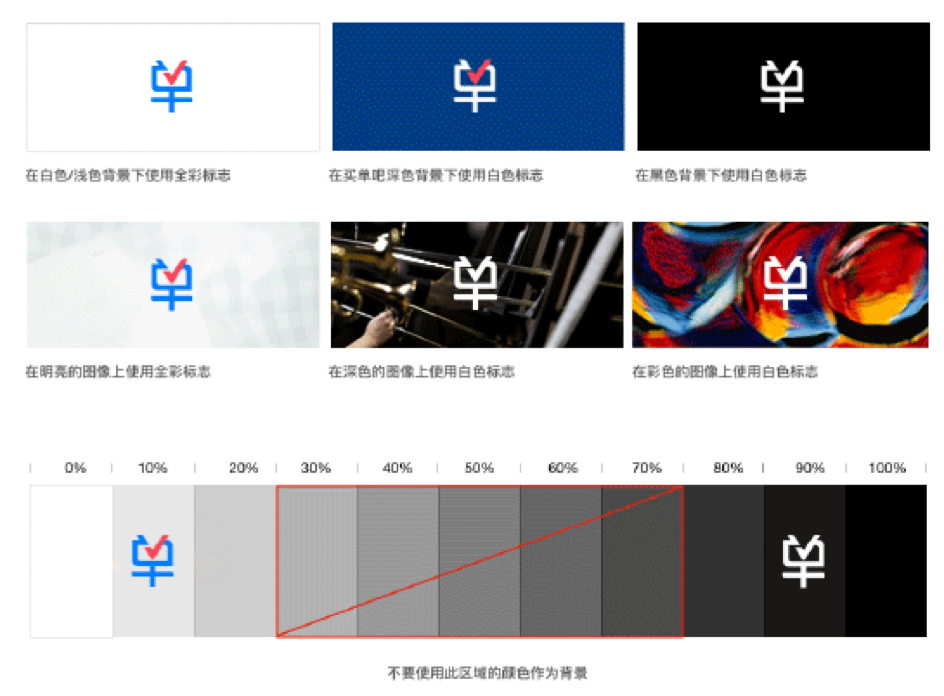 在白色/浅色背景下使用全彩标志
在买单吧深色背景下使用白色标志
在黑色背景下使用白色标志
在明亮的图像上使用全彩标志
在深色的图像上使用白色标志
在彩色的图像上使用白色标志
0% 10% 20% 30% 40% 50% 60% 70% 80% 90% 100%
不要使用此区域的颜色作为背景